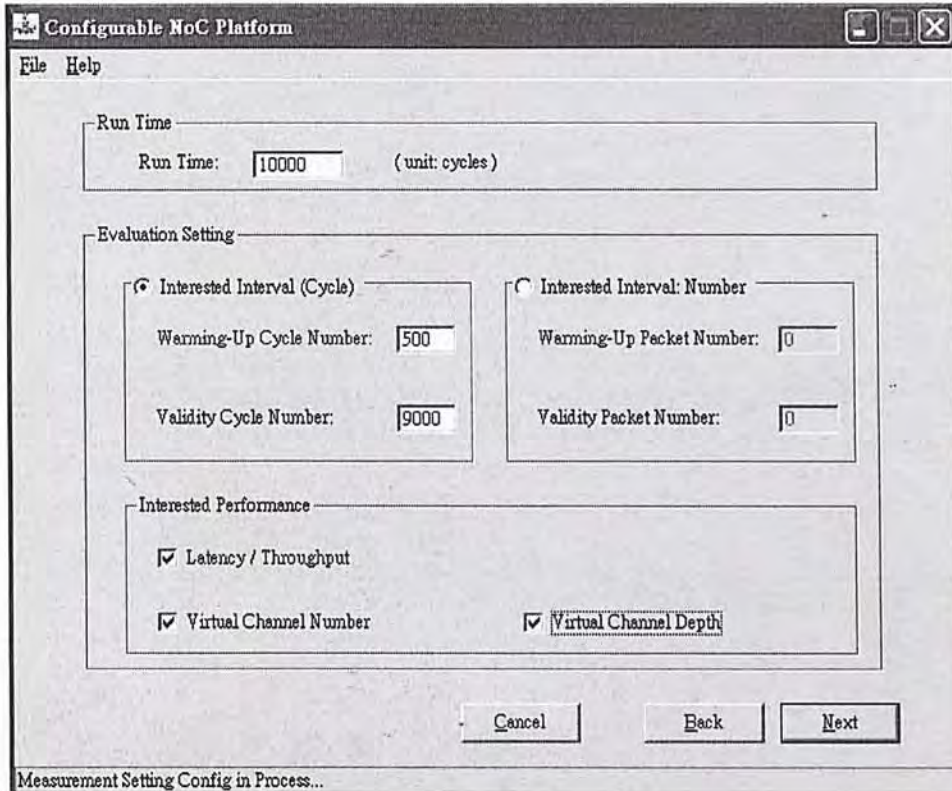 Configurable NoC Platform
File Help
Run Time
Run Time: 10000 (unit: cycles)
Evaluation Setting
Interested Interval (Cycle)
Warming-Up Cycle Number: 500
Validity Cycle Number: 9000
Interested Interval: Number
Warming-Up Packet Number: 0
Validity Packet Number: 0
Interested Performance
Latency / Throughput
Virtual Channel Number
Virtual Channel Depth
Cancel Back Next
Measurement Setting Config in Process...